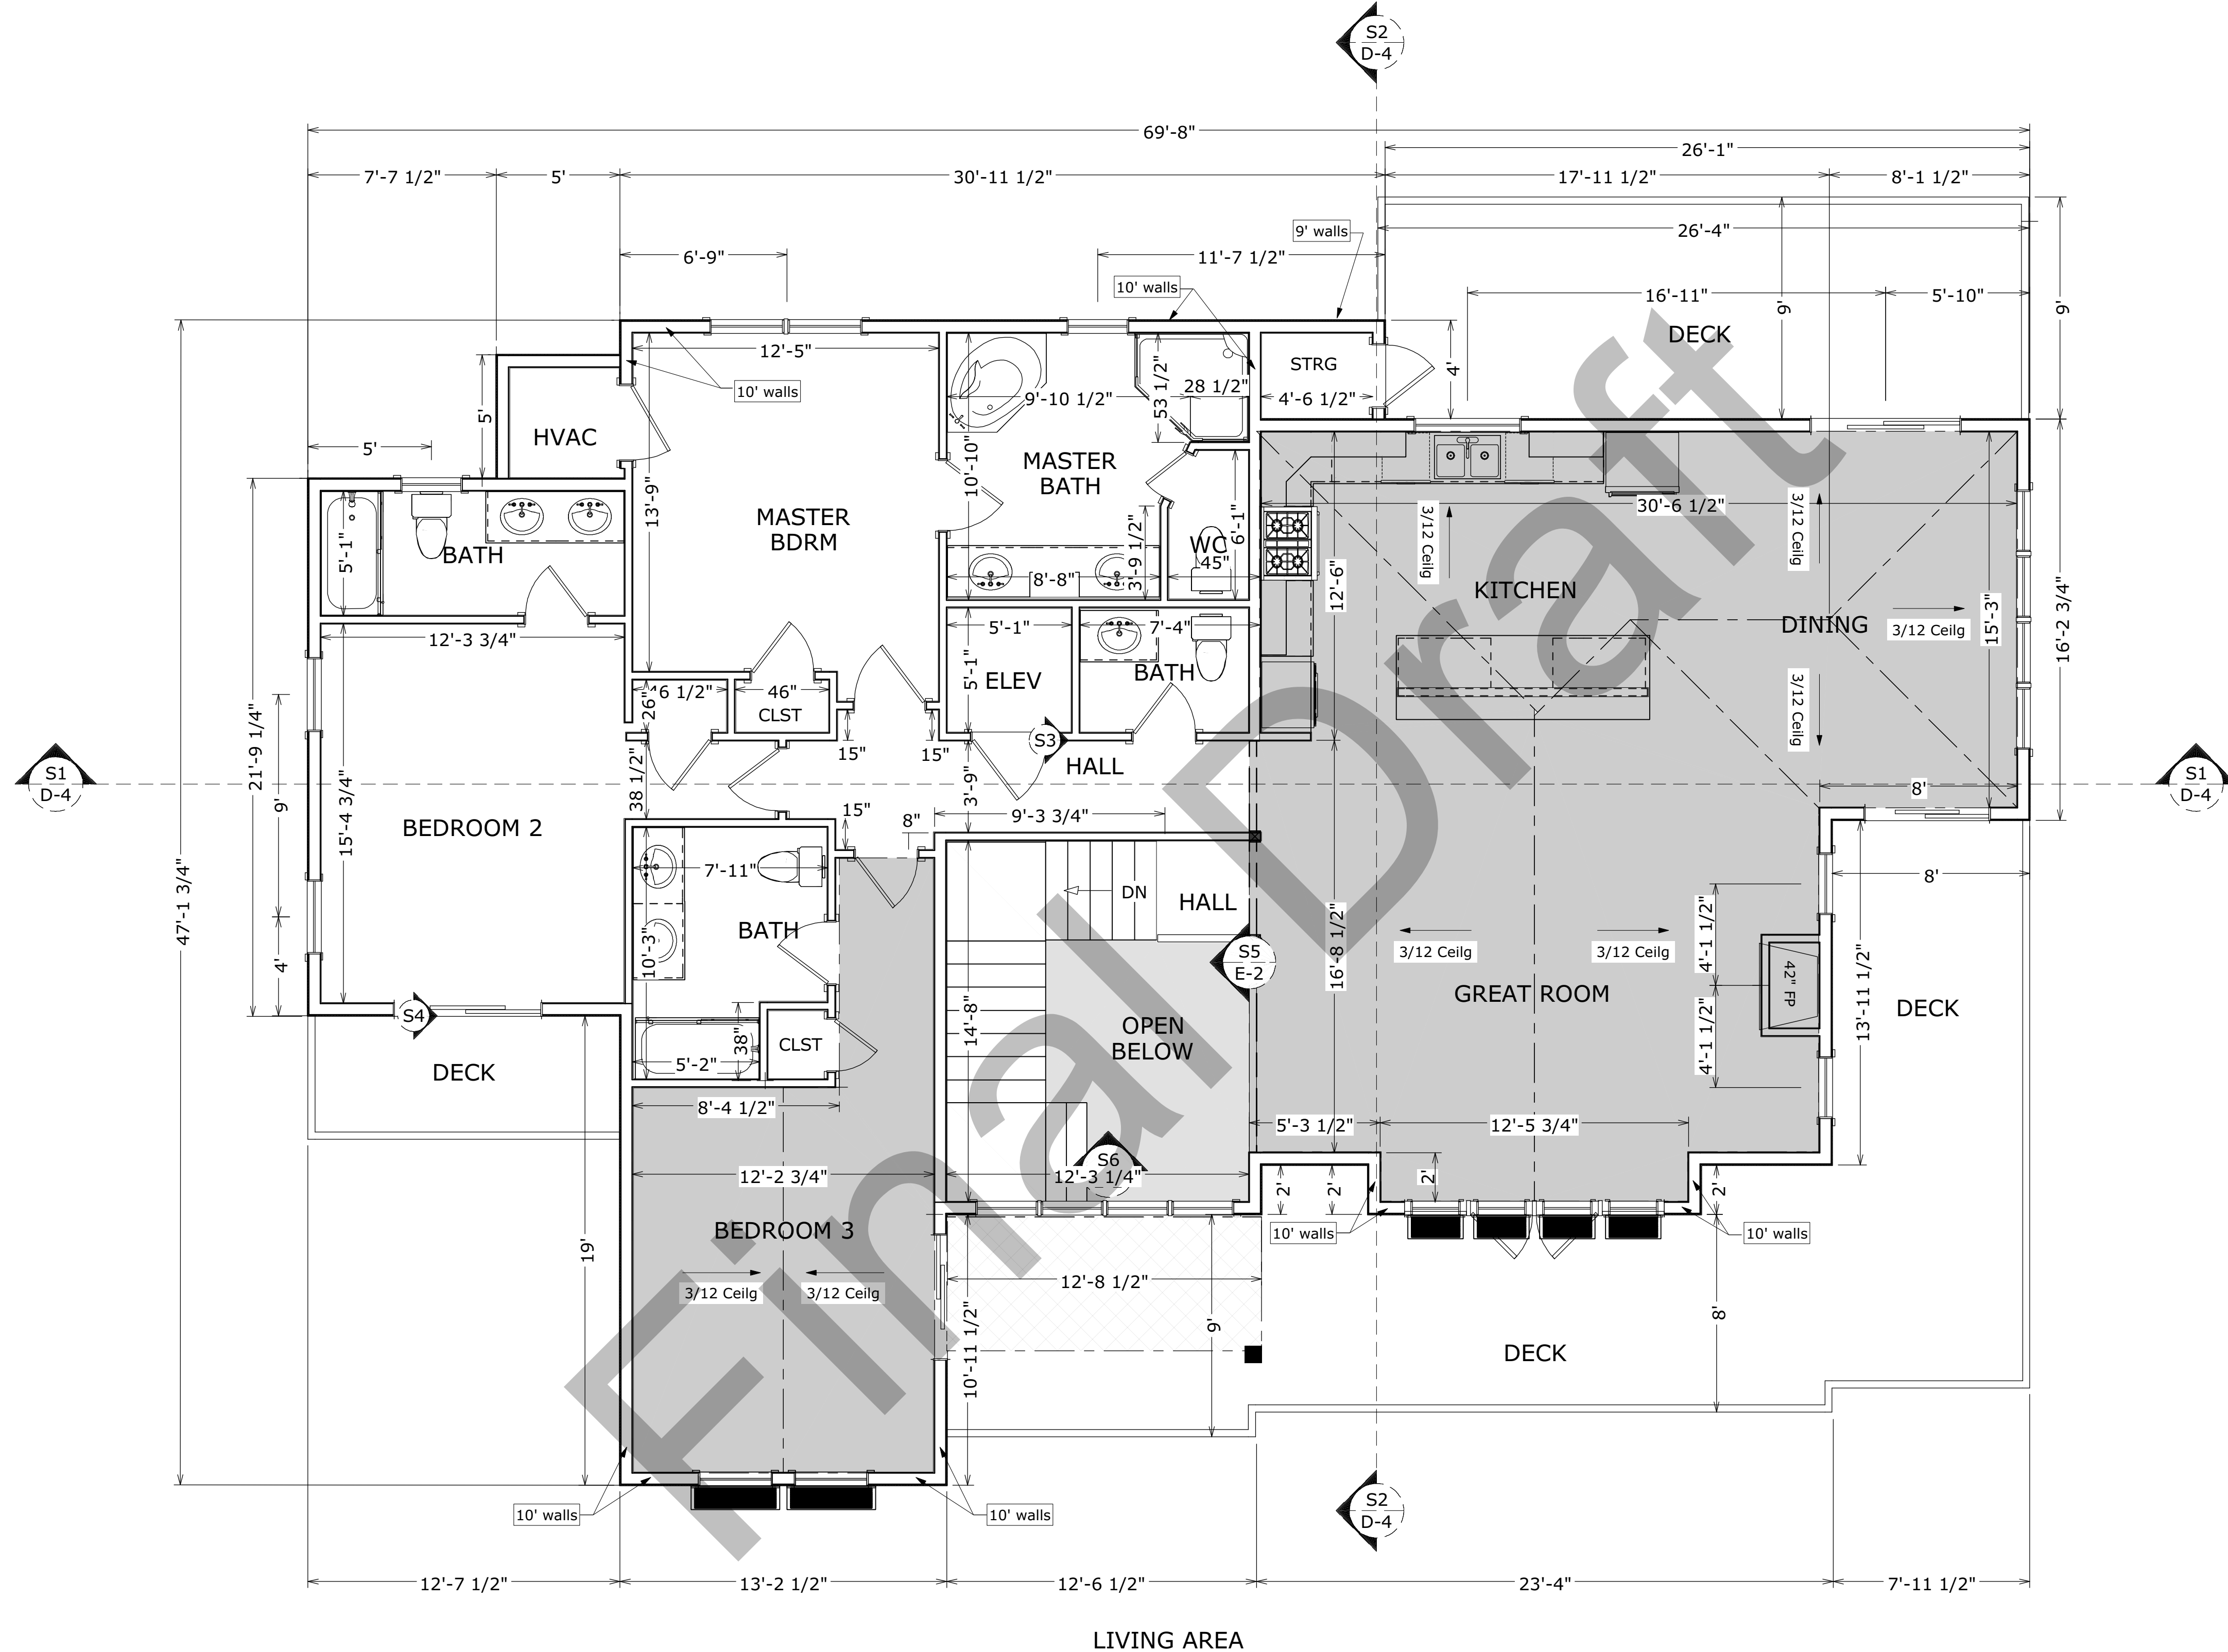 S2
D-4
69'-8"
26'-1"
7'-7 1/2"
5'
30'-11 1/2"
17'-11 1/2"
8'-1 1/2"
9' walls
26'-4"
6'-9"
11'-7 1/2"
10' walls
16'-11"
5'-10"
9'
9'
DECK
12'-5"
STRG
4'
10' walls
53 1/2"
28 1/2"
9'-10 1/2"
4'-6 1/2"
5'
HVAC
5'
10'-10"
MASTER
BATH
13'-9"
MASTER
BDRM
30'-6 1/2"
3/12 Ceilg
3/12 Ceilg
5'-1"
BATH
3'-9 1/2"
6'-1"
WC
45"
8'-8"
12'-6"
KITCHEN
DINING
3/12 Ceilg
15'-3"
16'-2 3/4"
12'-3 3/4"
5'-1"
7'-4"
5'-1"
ELEV
BATH
46 1/2"
46"
26"
CLST
3/12 Ceilg
15"
15"
S3
HALL
21'-9 1/4"
S1
D-4
38 1/2"
3'-9"
8'
S1
D-4
9'
15'-4 3/4"
BEDROOM 2
15"
8"
9'-3 3/4"
47'-1 3/4"
7'-11"
DN
HALL
8'
BATH
10'-3"
4'
S5
E-2
16'-8 1/2"
3/12 Ceilg
3/12 Ceilg
4'-1 1/2"
42" FP
GREAT ROOM
13'-11 1/2"
DECK
S4
14'-8"
OPEN
BELOW
38"
CLST
5'-2"
4'-1 1/2"
DECK
8'-4 1/2"
5'-3 1/2"
12'-5 3/4"
S6
12'-2 3/4"
12'-3 1/4"
2'
2'
2'
2'
BEDROOM 3
10' walls
10' walls
19'
3/12 Ceilg
3/12 Ceilg
12'-8 1/2"
10'-11 1/2"
9'
8'
DECK
10' walls
10' walls
S2
D-4
12'-7 1/2"
13'-2 1/2"
12'-6 1/2"
23'-4"
7'-11 1/2"
LIVING AREA
Final Draft